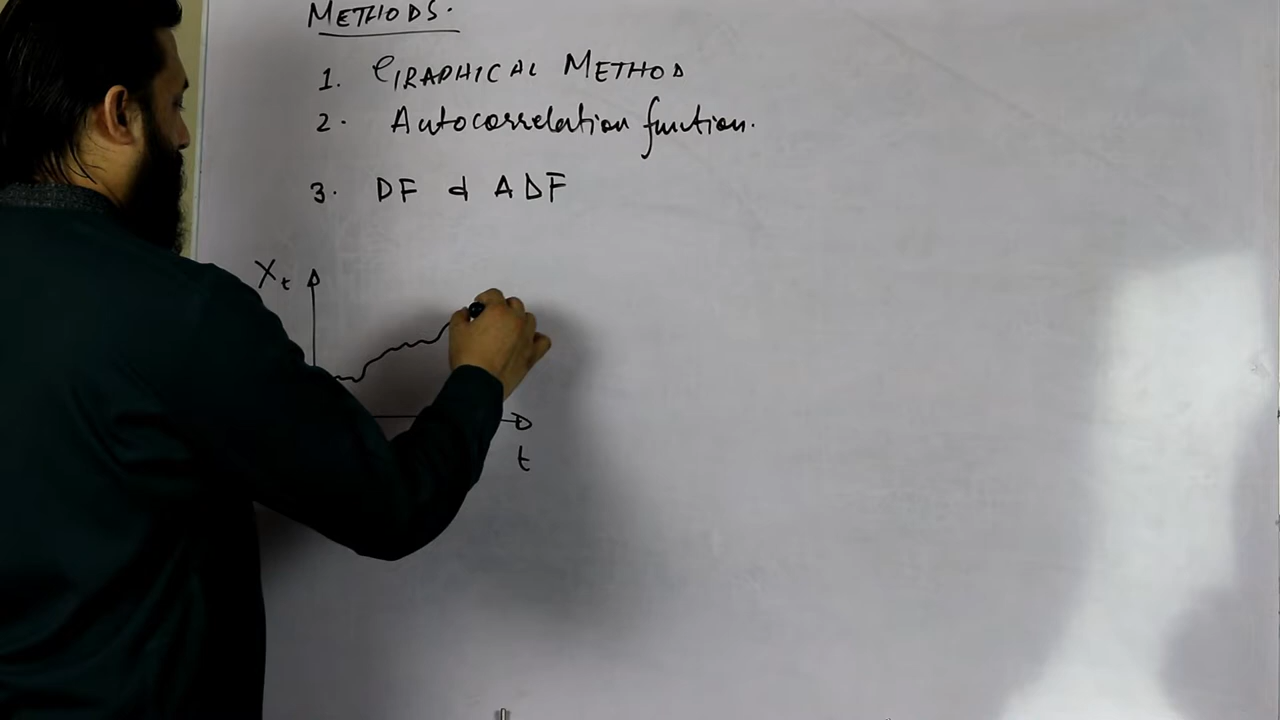 METHODS.
1. GRAPHICAL METHOD
2. Autocorrelation function.
3. DF & ADF
Xt
t